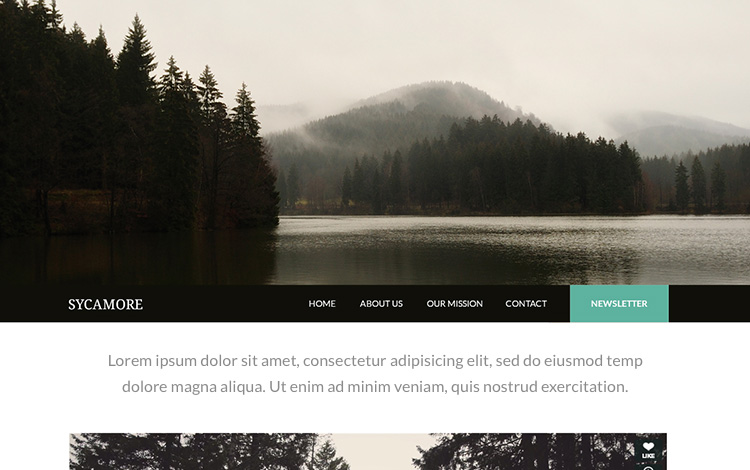 SYCAMORE HOME ABOUT US OUR MISSION CONTACT NEWSLETTER
Lorem ipsum dolor sit amet, consectetur adipisicing elit, sed do eiusmod temp
dolore magna aliqua. Ut enim ad minim veniam, quis nostrud exercitation.
LIKE